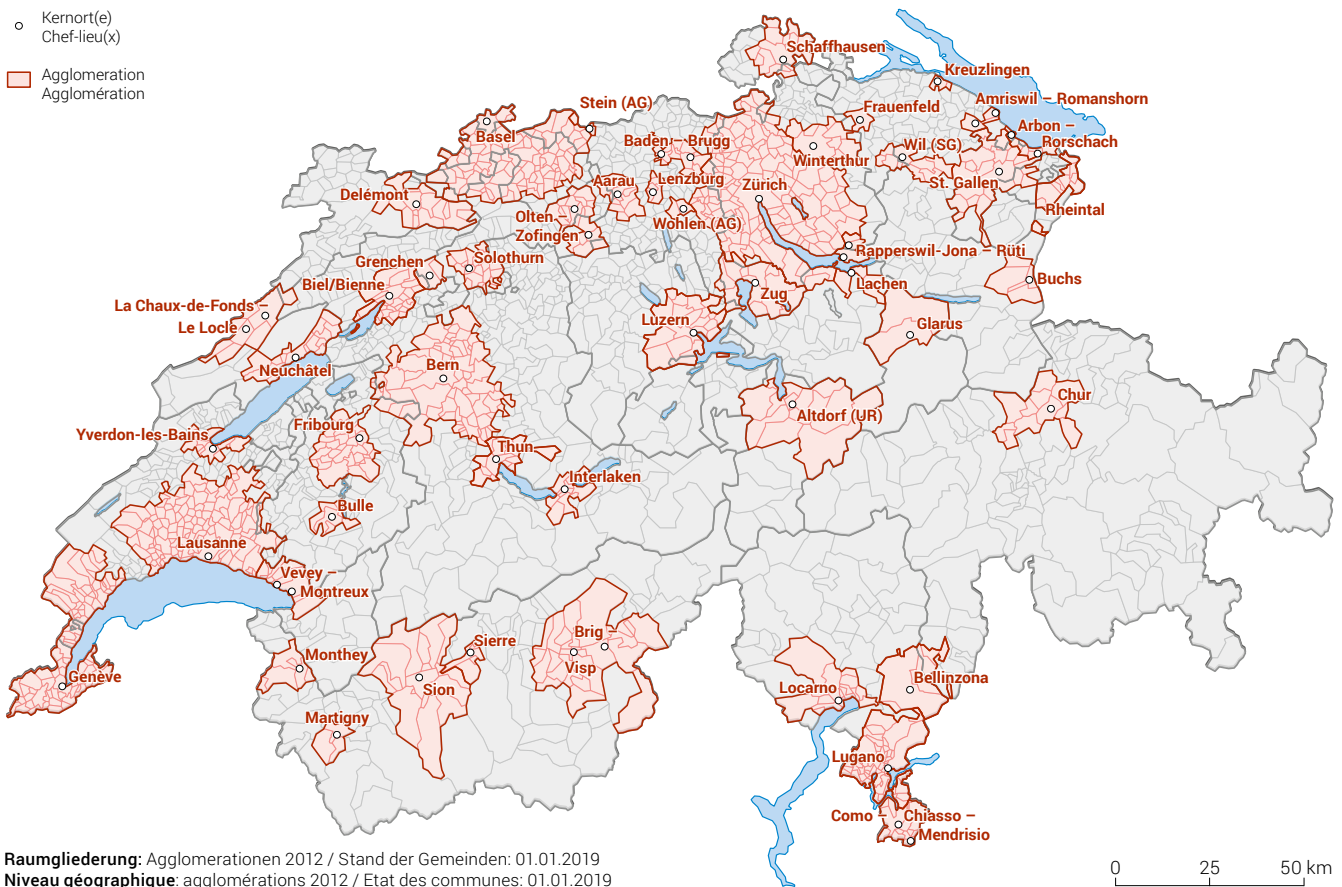 Kernort(e)
Chef-lieu(x)
Agglomeration
Agglomération
Schaffhausen
Kreuzlingen
Stein (AG)
Frauenfeld
Amriswil – Romanshorn
Basel
Baden – Brugg
Winterthur
Wil (SG)
Arbon –
Rorschach
Delémont
Aarau
Lenzburg
Zürich
St. Gallen
Olten –
Zofingen
Wohlen (AG)
Rheintal
Grenchen
Solothurn
Rapperswil-Jona – Rüti
Biel/Bienne
Zug
Lachen
Buchs
La Chaux-de-Fonds –
Le Locle
Luzern
Glarus
Neuchâtel
Bern
Altdorf (UR)
Chur
Yverdon-les-Bains
Fribourg
Thun
Interlaken
Bulle
Lausanne
Vevey –
Montreux
Genève
Monthey
Sierre
Brig –
Visp
Sion
Martigny
Locarno
Bellinzona
Lugano
Como –
Chiasso –
Mendrisio
Raumgliederung: Agglomerationen 2012 / Stand der Gemeinden: 01.01.2019
Niveau géographique: agglomérations 2012 / Etat des communes: 01.01.2019
0 25 50 km